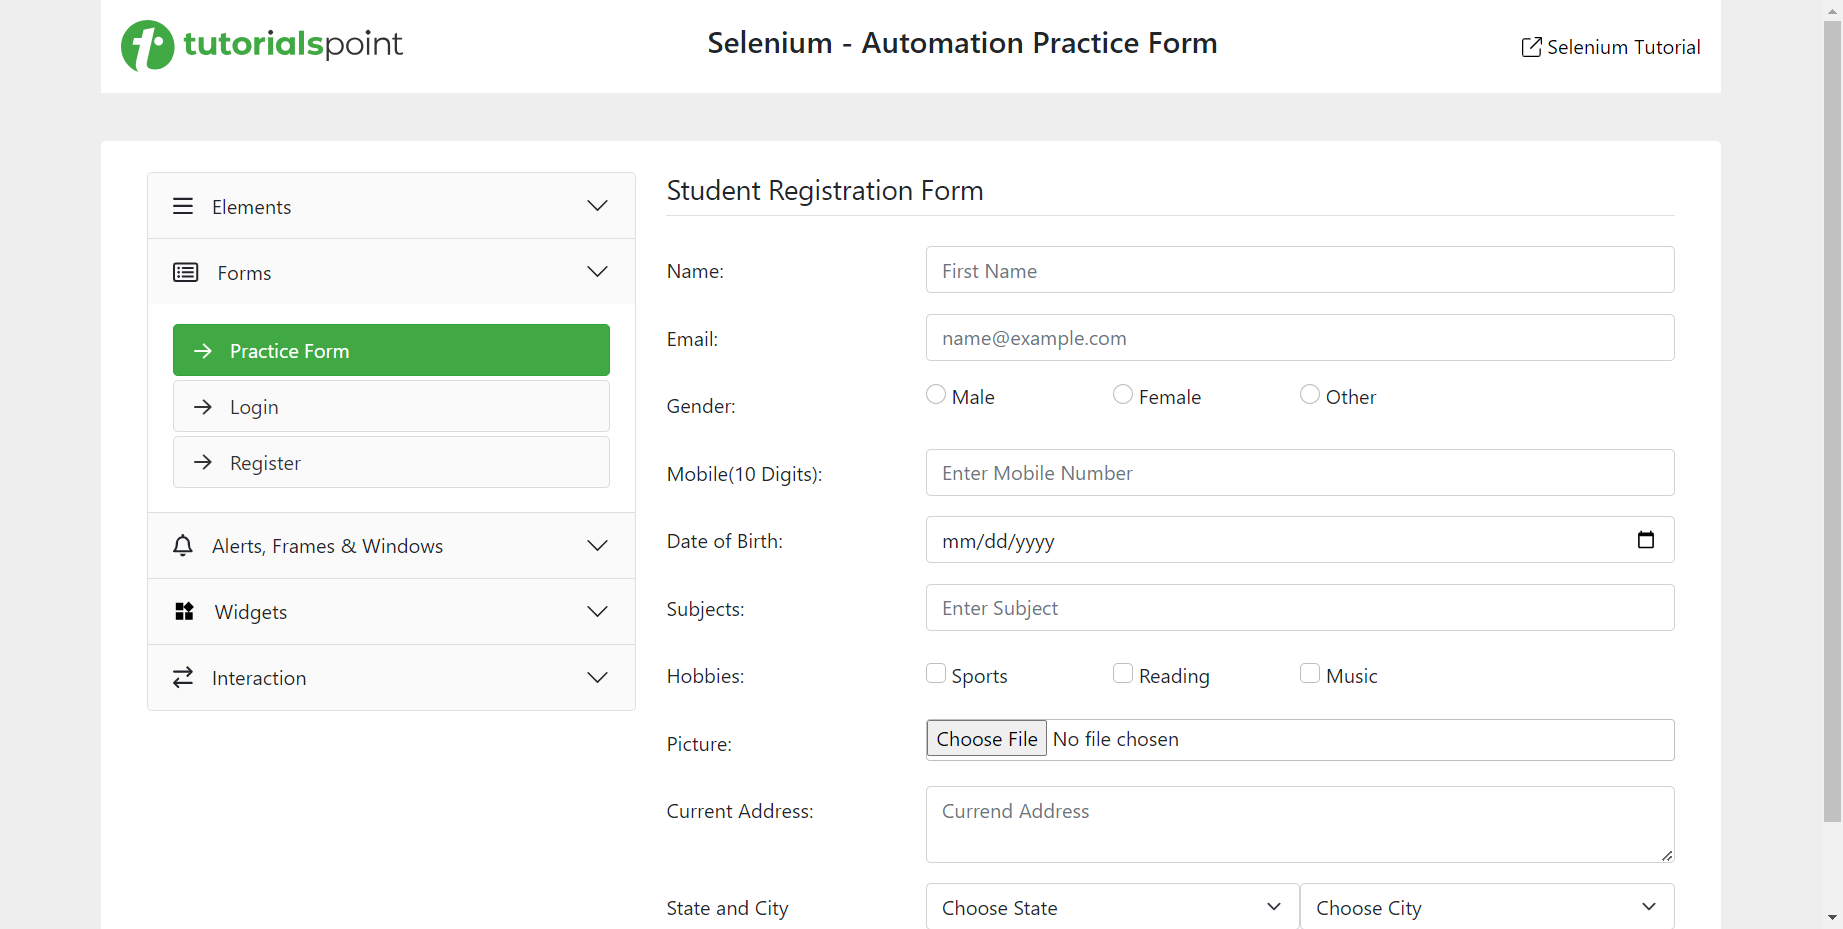 tutorialspoint
Selenium - Automation Practice Form
Selenium Tutorial
Elements
Forms
Practice Form
Login
Register
Alerts, Frames & Windows
Widgets
Interaction
Student Registration Form
Name: First Name
Email: name@example.com
Gender: Male Female Other
Mobile(10 Digits): Enter Mobile Number
Date of Birth: mm/dd/yyyy
Subjects: Enter Subject
Hobbies: Sports Reading Music
Picture: Choose File No file chosen
Current Address: Currend Address
State and City Choose State Choose City